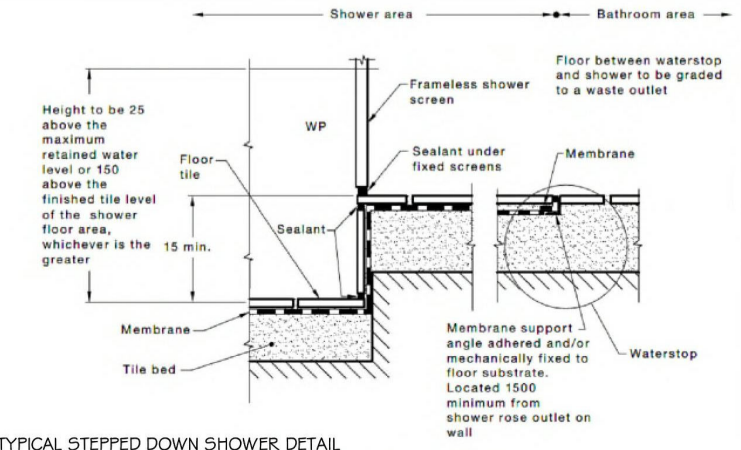 Shower area
Bathroom area
Floor between waterstop
and shower to be graded
to a waste outlet
Height to be 25
above the
maximum
retained water
level or 150
above the
finished tile level
of the shower
floor area,
whichever is the
greater
WP
Frameless shower
screen
Floor
tile
Sealant under
fixed screens
Membrane
15 min.
Sealant
Membrane
Tile bed
Membrane support
angle adhered and/or
mechanically fixed to
floor substrate.
Located 1500
minimum from
shower rose outlet on
wall
Waterstop
TYPICAL STEPPED DOWN SHOWER DETAIL